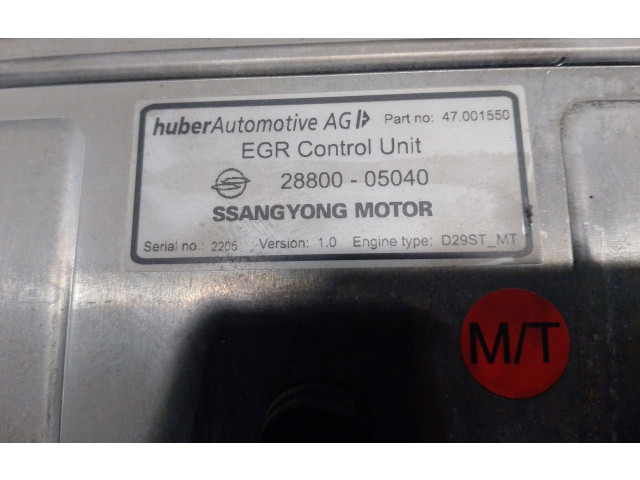 huberAutomotive AG Part no: 47.001550
EGR Control Unit
28800 - 05040
SSANGYONG MOTOR
Serial no: 2205 Version: 1.0 Engine type: D29ST_MT
M/T